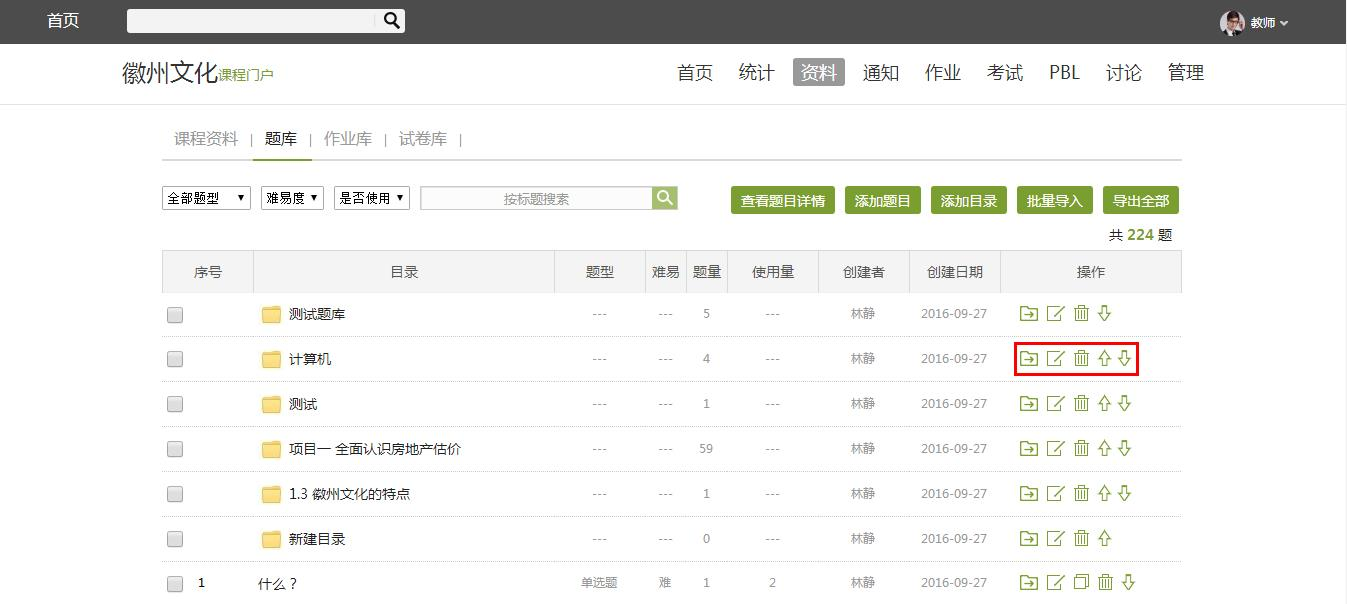 首页
教师
徽州文化课程门户 首页 统计 资料 通知 作业 考试 PBL 讨论 管理
课程资料 | 题库 | 作业库 | 试卷库 |
全部题型 难易度 是否使用 按标题搜索 查看题目详情 添加题目 添加目录 批量导入 导出全部
共 224 题
序号 目录 题型 难易 题量 使用量 创建者 创建日期 操作
测试题库 --- --- 5 --- 林静 2016-09-27
计算机 --- --- 4 --- 林静 2016-09-27
测试 --- --- 1 --- 林静 2016-09-27
项目一 全面认识房地产估价 --- --- 59 --- 林静 2016-09-27
1.3 徽州文化的特点 --- --- 1 --- 林静 2016-09-27
新建目录 --- --- 0 --- 林静 2016-09-27
1 什么？ 单选题 难 1 2 林静 2016-09-27